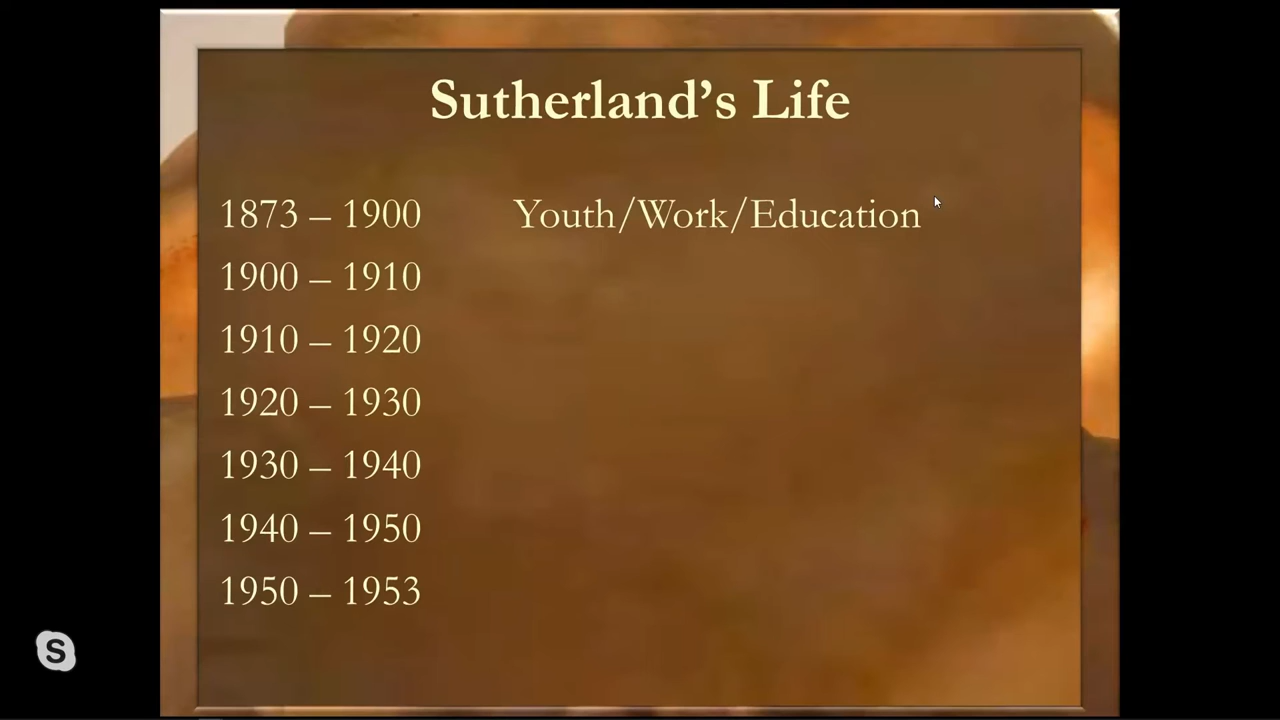 Sutherland’s Life
1873 – 1900 Youth/Work/Education
1900 – 1910
1910 – 1920
1920 – 1930
1930 – 1940
1940 – 1950
1950 – 1953
S